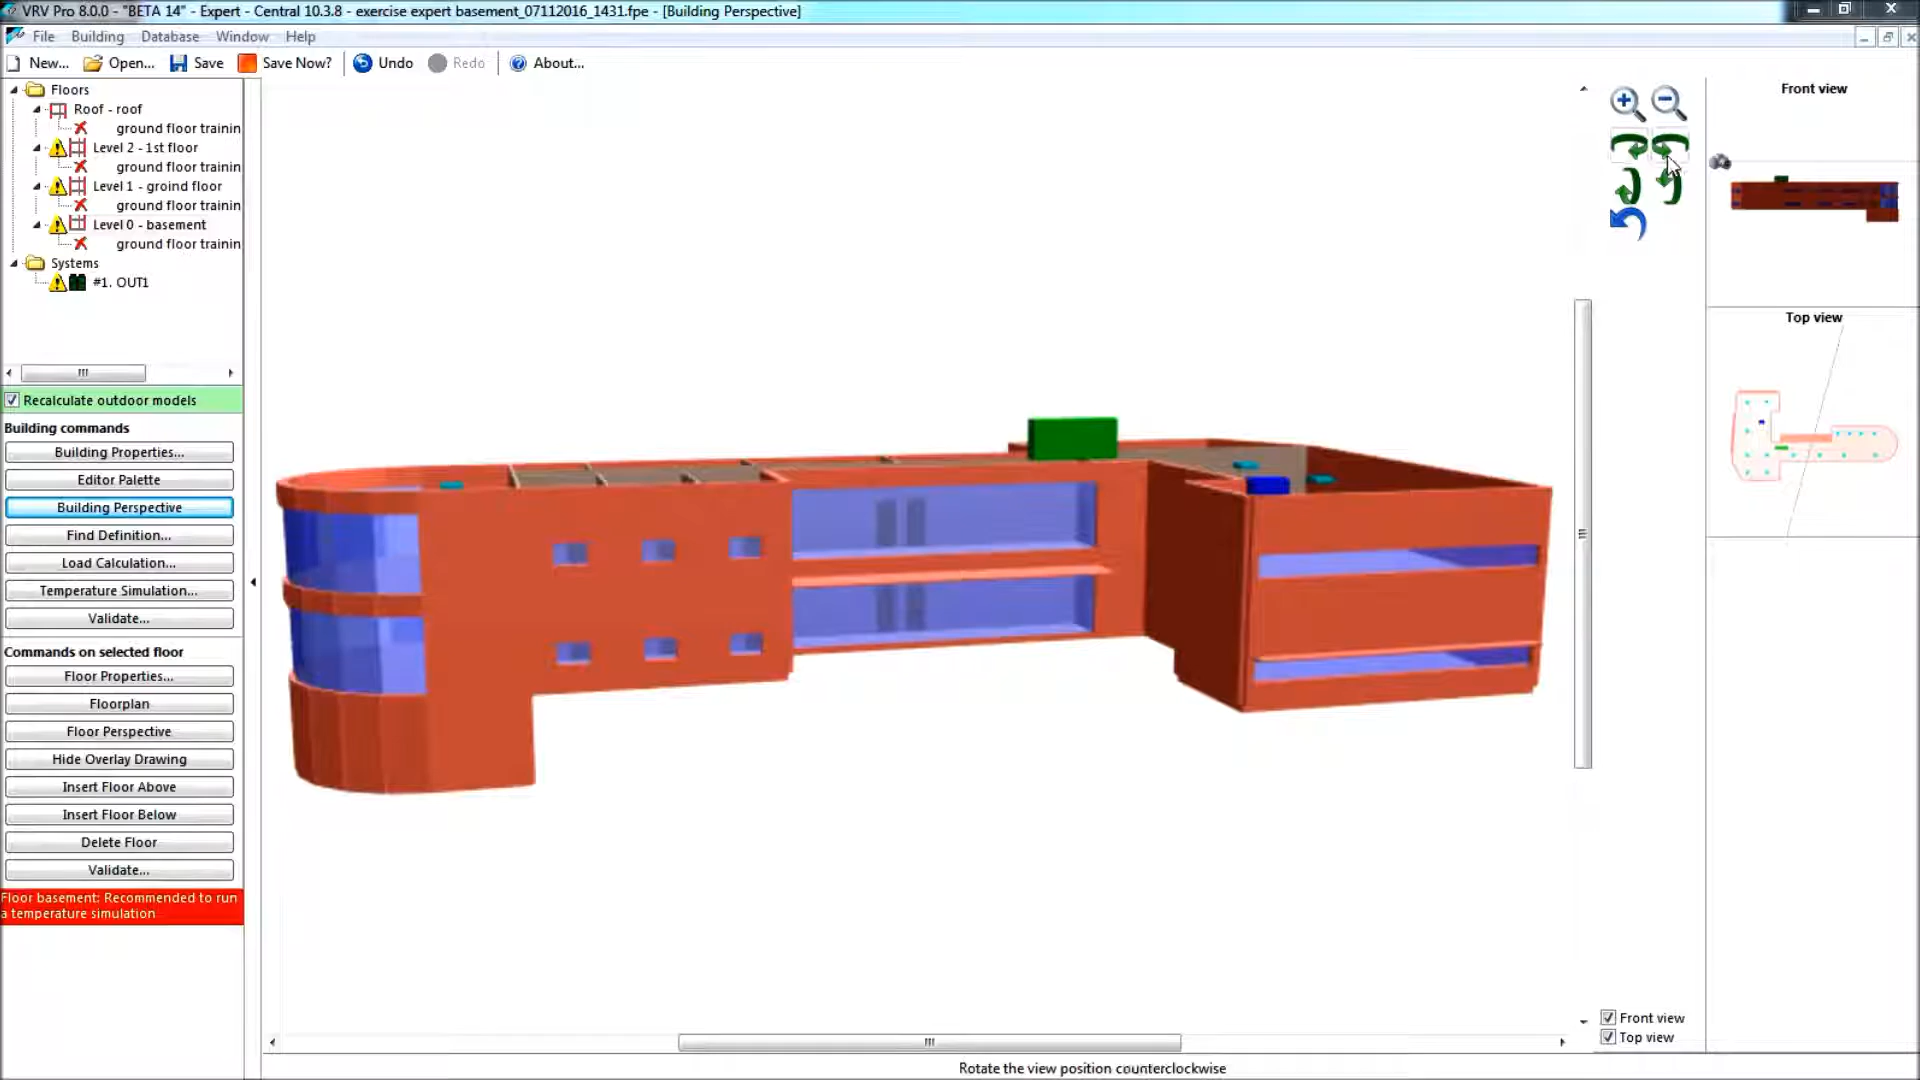 VRV Pro 8.0.0 - "BETA 14" - Expert - Central 10.3.8 - exercise expert basement_07112016_1431.fpe - [Building Perspective]
File Building Database Window Help
New... Open... Save Save Now? Undo Redo About...
Floors
Roof - roof
ground floor trainin
Level 2 - 1st floor
ground floor trainin
Level 1 - groind floor
ground floor trainin
Level 0 - basement
ground floor trainin
Systems
#1. OUT1
Recalculate outdoor models
Building commands
Building Properties...
Editor Palette
Building Perspective
Find Definition...
Load Calculation...
Temperature Simulation...
Validate...
Commands on selected floor
Floor Properties...
Floorplan
Floor Perspective
Hide Overlay Drawing
Insert Floor Above
Insert Floor Below
Delete Floor
Validate...
Floor basement: Recommended to run
a temperature simulation
Front view
Top view
Front view
Top view
Rotate the view position counterclockwise